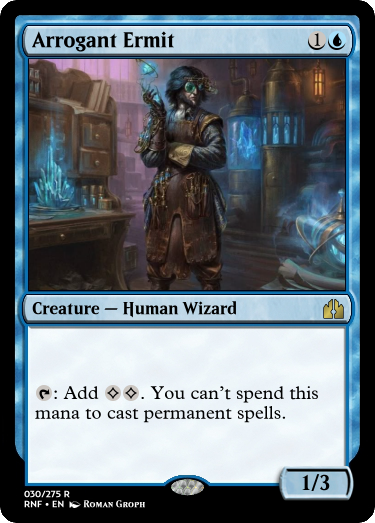 Arrogant Ermit 1
Creature — Human Wizard
: Add . You can't spend this
mana to cast permanent spells.
1/3
030/275 R
RNF • EN Roman Groph